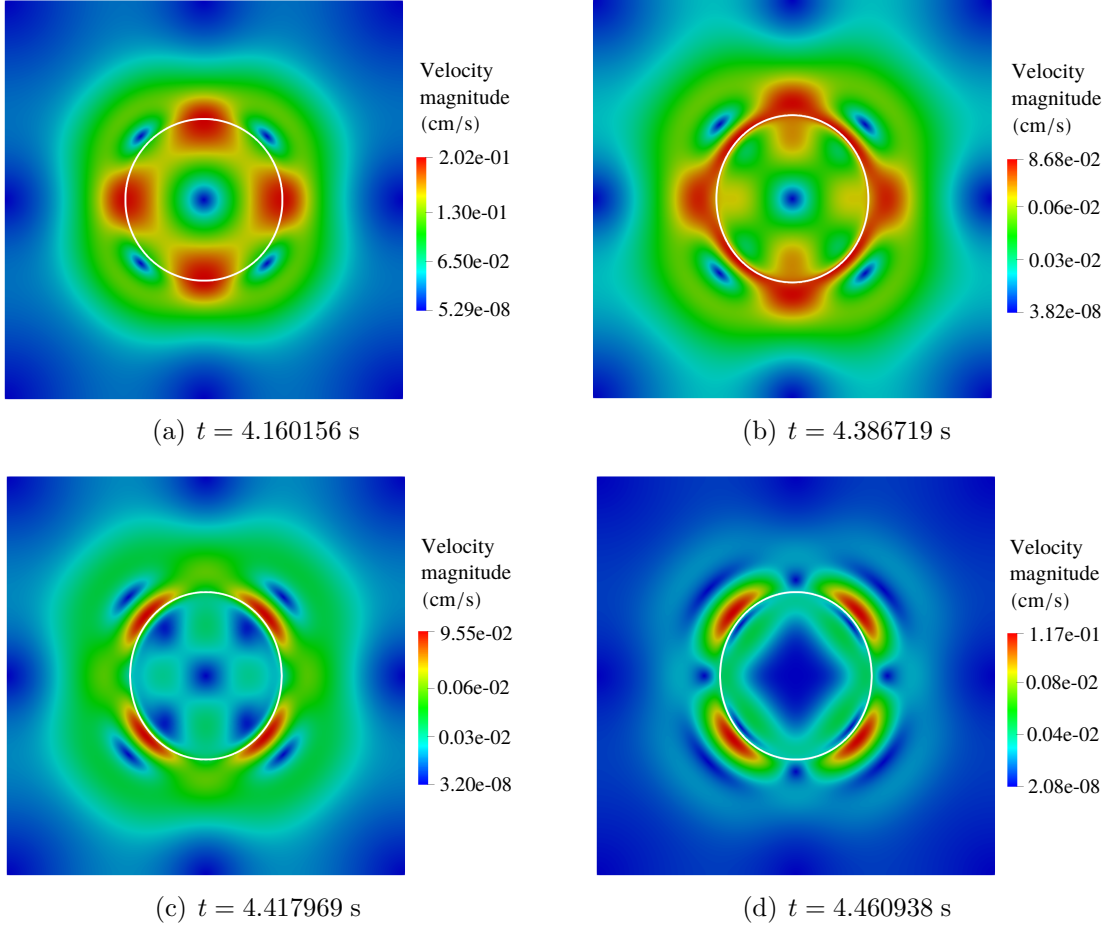 Velocity
magnitude
(cm/s)
2.02e-01
1.30e-01
6.50e-02
5.29e-08
(a) t = 4.160156 s
Velocity
magnitude
(cm/s)
8.68e-02
0.06e-02
0.03e-02
3.82e-08
(b) t = 4.386719 s
Velocity
magnitude
(cm/s)
9.55e-02
0.06e-02
0.03e-02
3.20e-08
(c) t = 4.417969 s
Velocity
magnitude
(cm/s)
1.17e-01
0.08e-02
0.04e-02
2.08e-08
(d) t = 4.460938 s